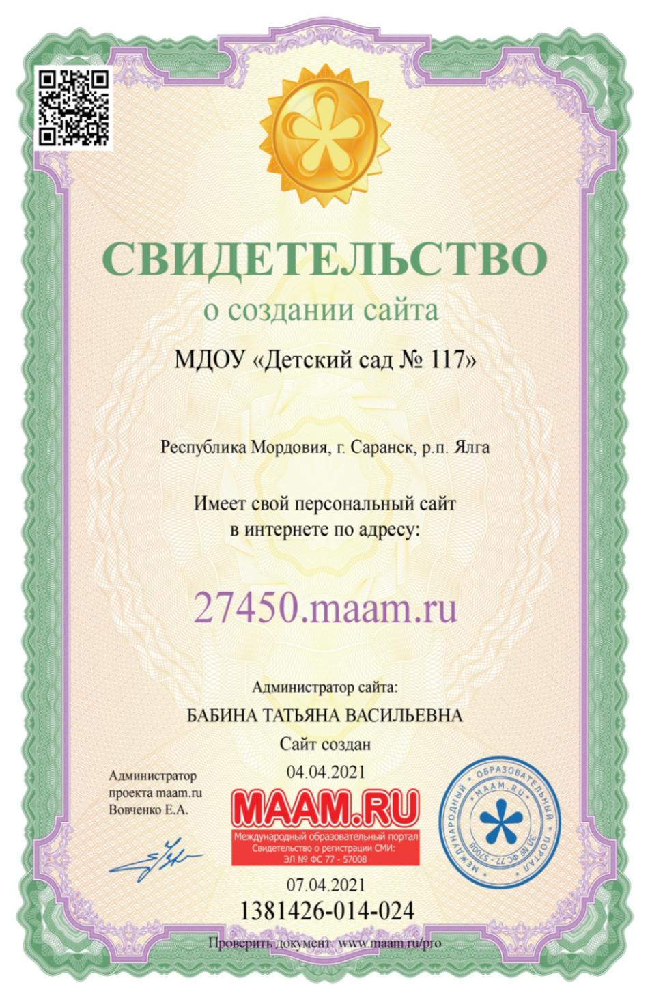 СВИДЕТЕЛЬСТВО
о создании сайта
МДОУ «Детский сад № 117»
Республика Мордовия, г. Саранск, р.п. Ялга
Имеет свой персональный сайт
в интернете по адресу:
27450.maam.ru
Администратор сайта:
БАБИНА ТАТЬЯНА ВАСИЛЬЕВНА
Сайт создан
04.04.2021
Администратор
проекта maam.ru
Вовченко Е.А.
MAAM.RU
Международный образовательный портал
Свидетельство о регистрации СМИ:
ЭЛ № ФС 77 - 57008
МЕЖДУНАРОДНЫЙ * ОБРАЗОВАТЕЛЬНЫЙ * ПОРТАЛ *
* MAAM.RU *
ЭЛ № ФС 77 - 57008
07.04.2021
1381426-014-024
Проверить документ: www.maam.ru/pro